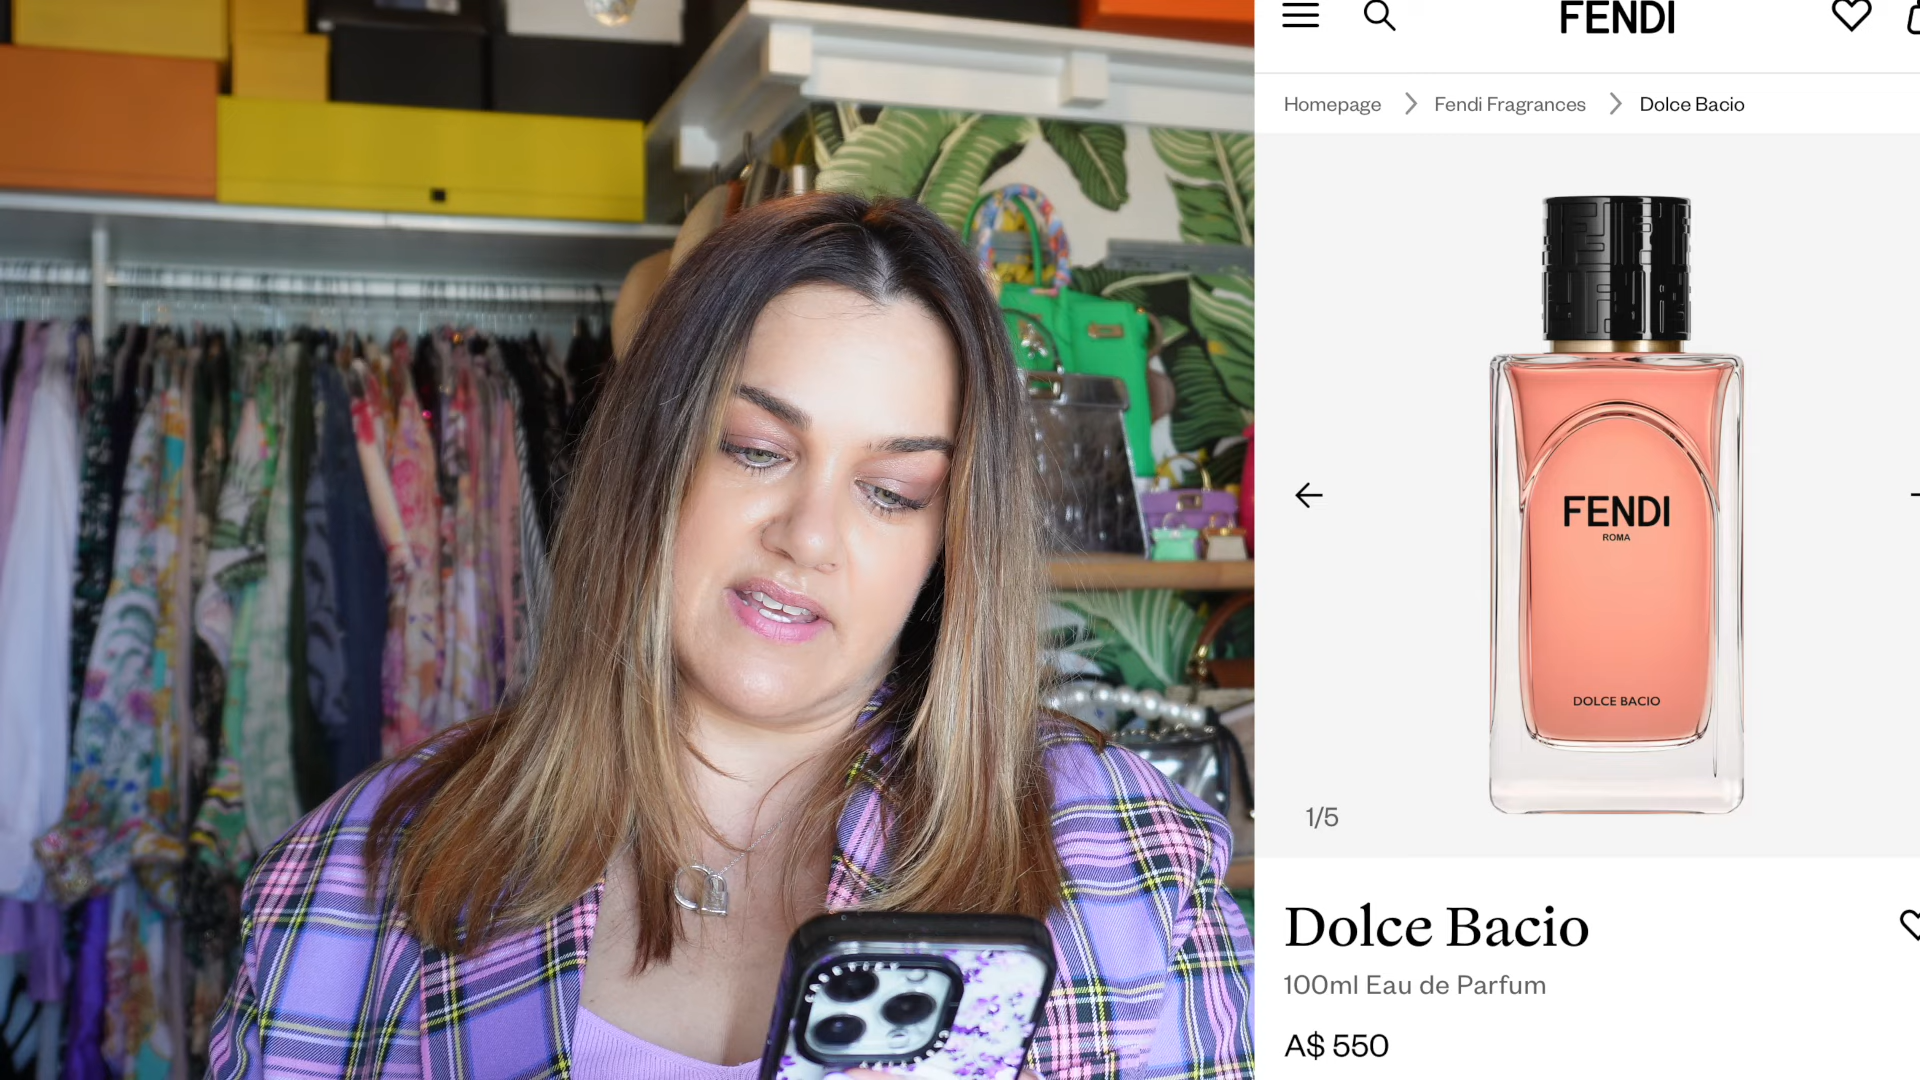 FENDI
Homepage > Fendi Fragrances > Dolce Bacio
FENDI
ROMA
DOLCE BACIO
1/5
Dolce Bacio
100ml Eau de Parfum
A$ 550